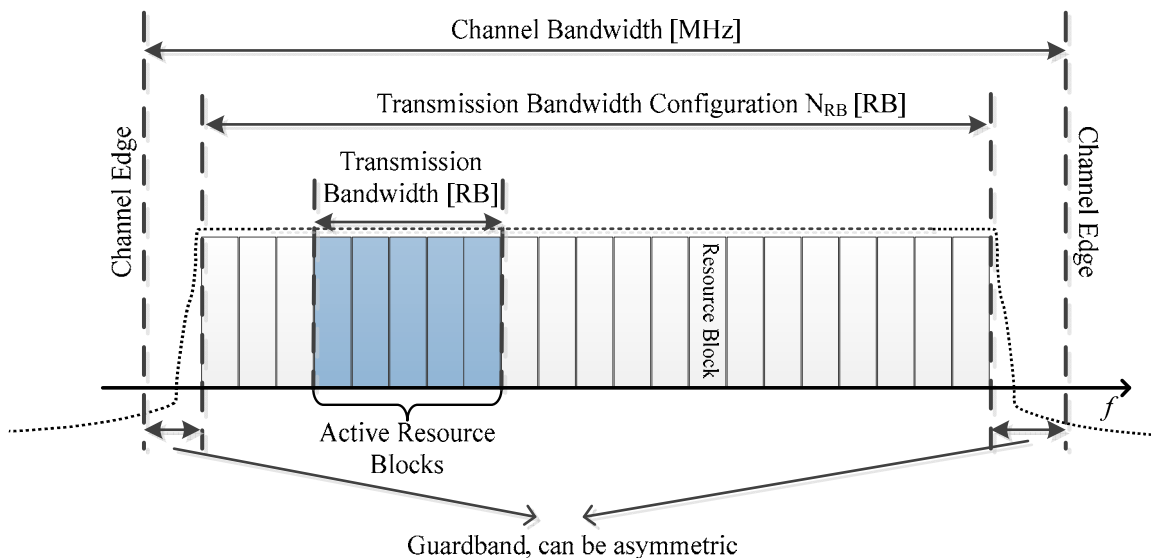 Channel Bandwidth [MHz]
Transmission Bandwidth Configuration NRB [RB]
Channel Edge
Transmission
Bandwidth [RB]
Channel Edge
Resource Block
f
Active Resource
Blocks
Guardband, can be asymmetric